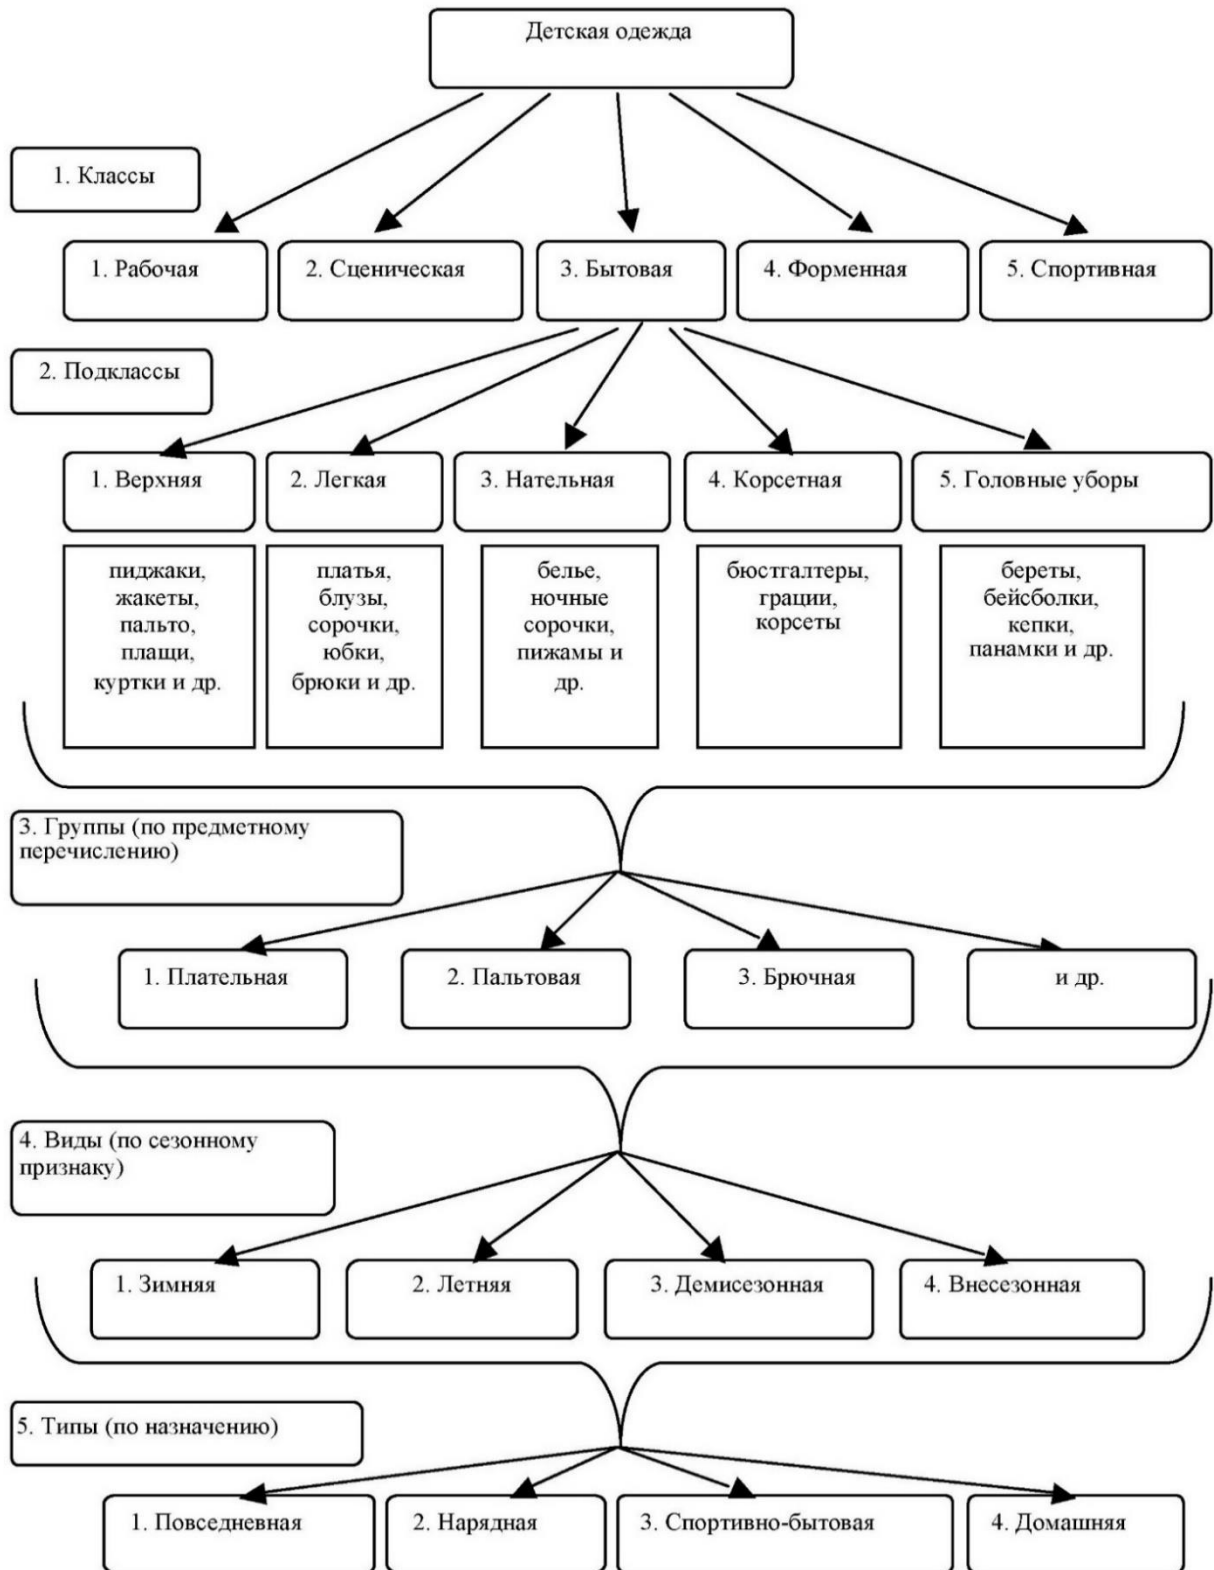 Детская одежда
1. Классы
1. Рабочая
2. Сценическая
3. Бытовая
4. Форменная
5. Спортивная
2. Подклассы
1. Верхняя
2. Легкая
3. Нательная
4. Корсетная
5. Головные уборы
пиджаки,
жакеты,
пальто,
плащи,
куртки и др.
платья,
блузы,
сорочки,
юбки,
брюки и др.
белье,
ночные
сорочки,
пижамы и
др.
бюстгалтеры,
грации,
корсеты
береты,
бейсболки,
кепки,
панамки и др.
3. Группы (по предметному
перечислению)
1. Плательная
2. Пальтовая
3. Брючная
и др.
4. Виды (по сезонному
признаку)
1. Зимняя
2. Летняя
3. Демисезонная
4. Внесезонная
5. Типы (по назначению)
1. Повседневная
2. Нарядная
3. Спортивно-бытовая
4. Домашняя